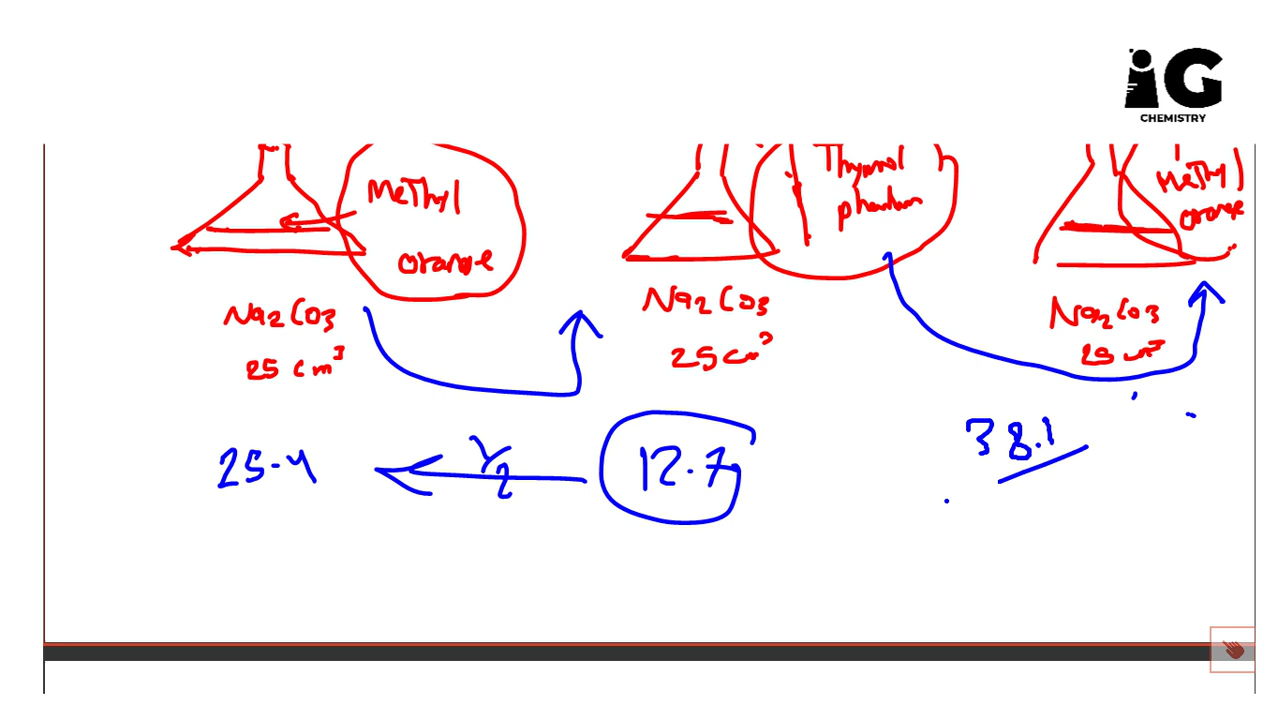 iG
CHEMISTRY
Methyl
orange
Na2CO3
25 cm³
Thymol
Na2CO3
25 cm³
Methyl
orange
Na2CO3
25 cm³
25.4
1/2
12.7
38.1